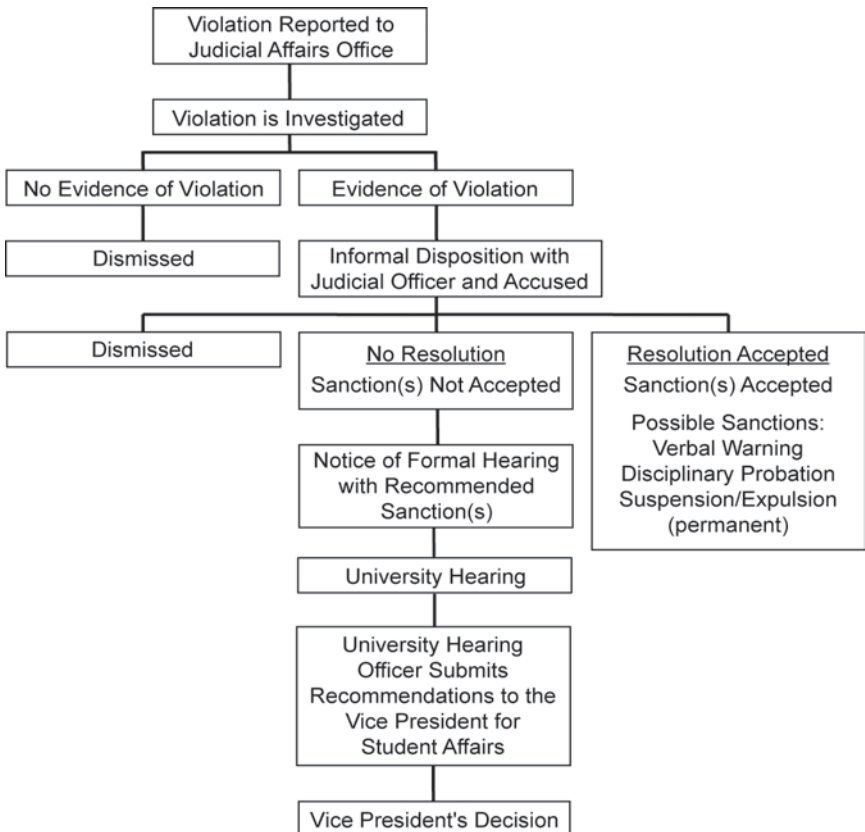 Violation Reported to
Judicial Affairs Office
Violation is Investigated
No Evidence of Violation
Evidence of Violation
Dismissed
Informal Disposition with
Judicial Officer and Accused
Dismissed
No Resolution
Sanction(s) Not Accepted
Resolution Accepted
Sanction(s) Accepted
Possible Sanctions:
Verbal Warning
Disciplinary Probation
Suspension/Expulsion
(permanent)
Notice of Formal Hearing
with Recommended
Sanction(s)
University Hearing
University Hearing
Officer Submits
Recommendations to the
Vice President for
Student Affairs
Vice President's Decision